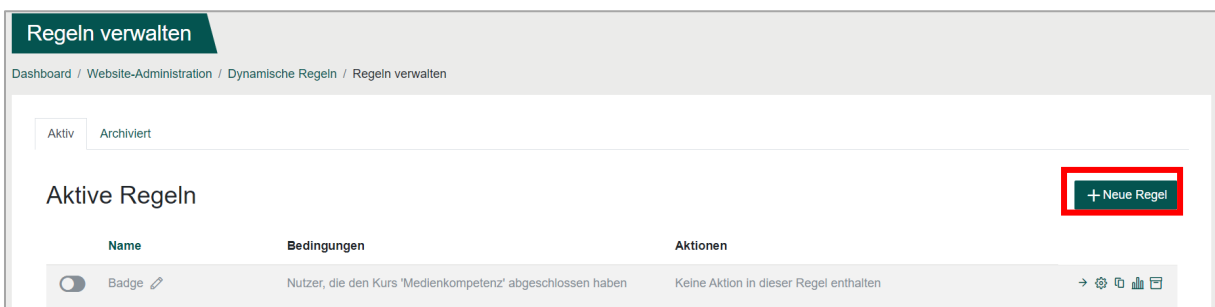 Regeln verwalten
Dashboard / Website-Administration / Dynamische Regeln / Regeln verwalten
Aktiv Archiviert
Aktive Regeln
+ Neue Regel
Name Bedingungen Aktionen
Badge Nutzer, die den Kurs 'Medienkompetenz' abgeschlossen haben Keine Aktion in dieser Regel enthalten